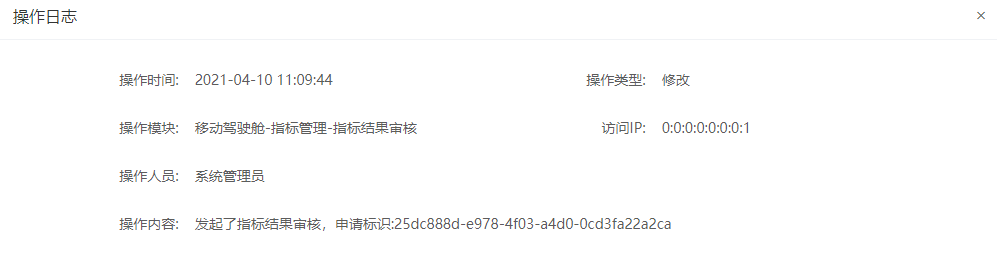 操作日志
操作时间: 2021-04-10 11:09:44 操作类型: 修改
操作模块: 移动驾驶舱-指标管理-指标结果审核 访问IP: 0:0:0:0:0:0:0:1
操作人员: 系统管理员
操作内容: 发起了指标结果审核，申请标识:25dc888d-e978-4f03-a4d0-0cd3fa22a2ca